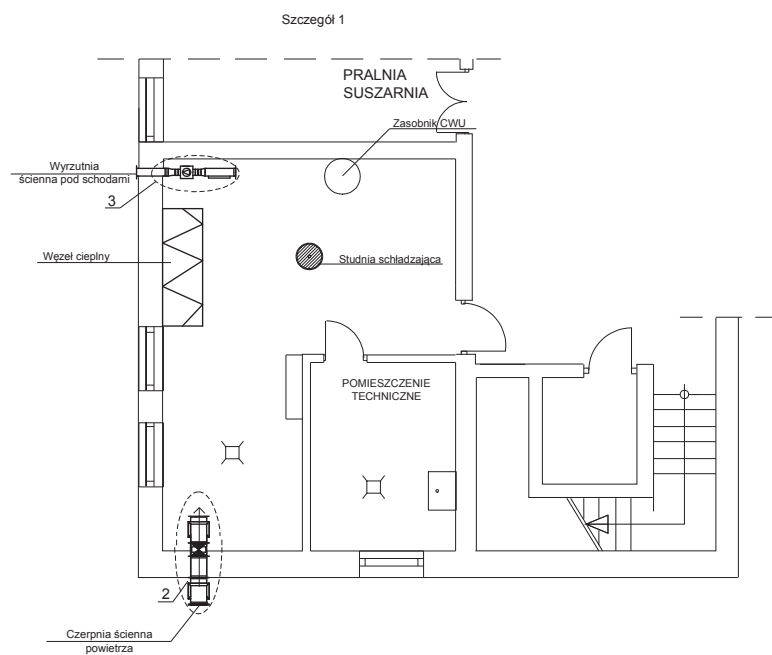 Szczegół 1
PRALNIA
SUSZARNIA
Zasobnik CWU
Wyrzutnia
ścienna pod schodami
3
Węzeł cieplny
Studnia schładzająca
POMIESZCZENIE
TECHNICZNE
2
Czerpnia ścienna
powietrza